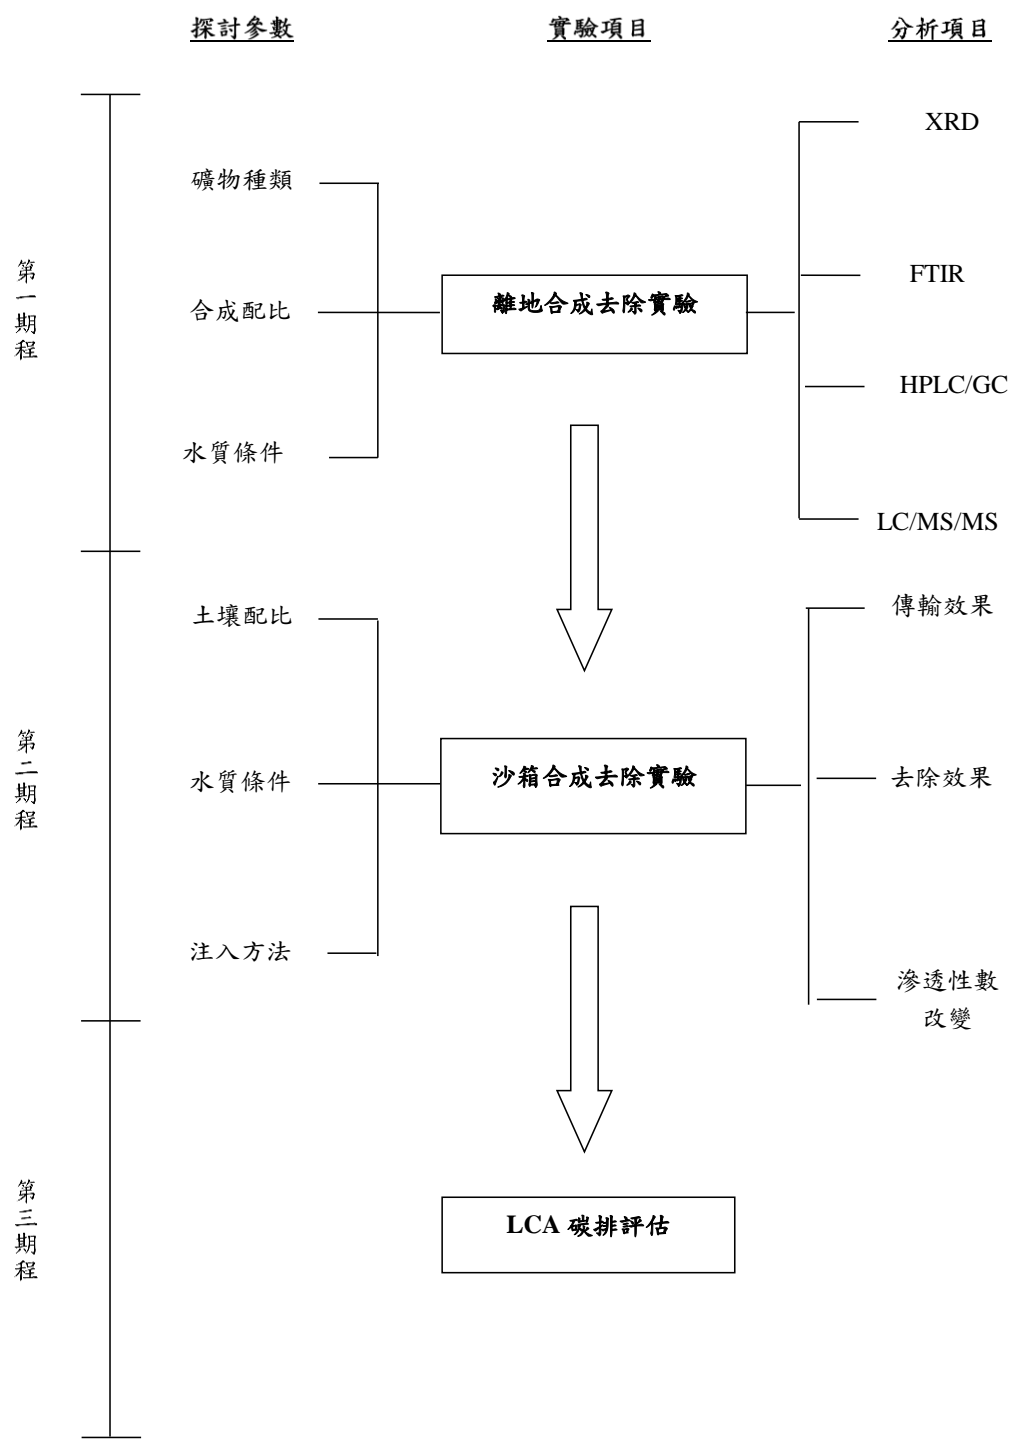 探討參數
實驗項目
分析項目
第一期程
礦物種類
合成配比
水質條件
離地合成去除實驗
XRD
FTIR
HPLC/GC
LC/MS/MS
第二期程
土壤配比
水質條件
注入方法
沙箱合成去除實驗
傳輸效果
去除效果
滲透性數
改變
第三期程
LCA 碳排評估